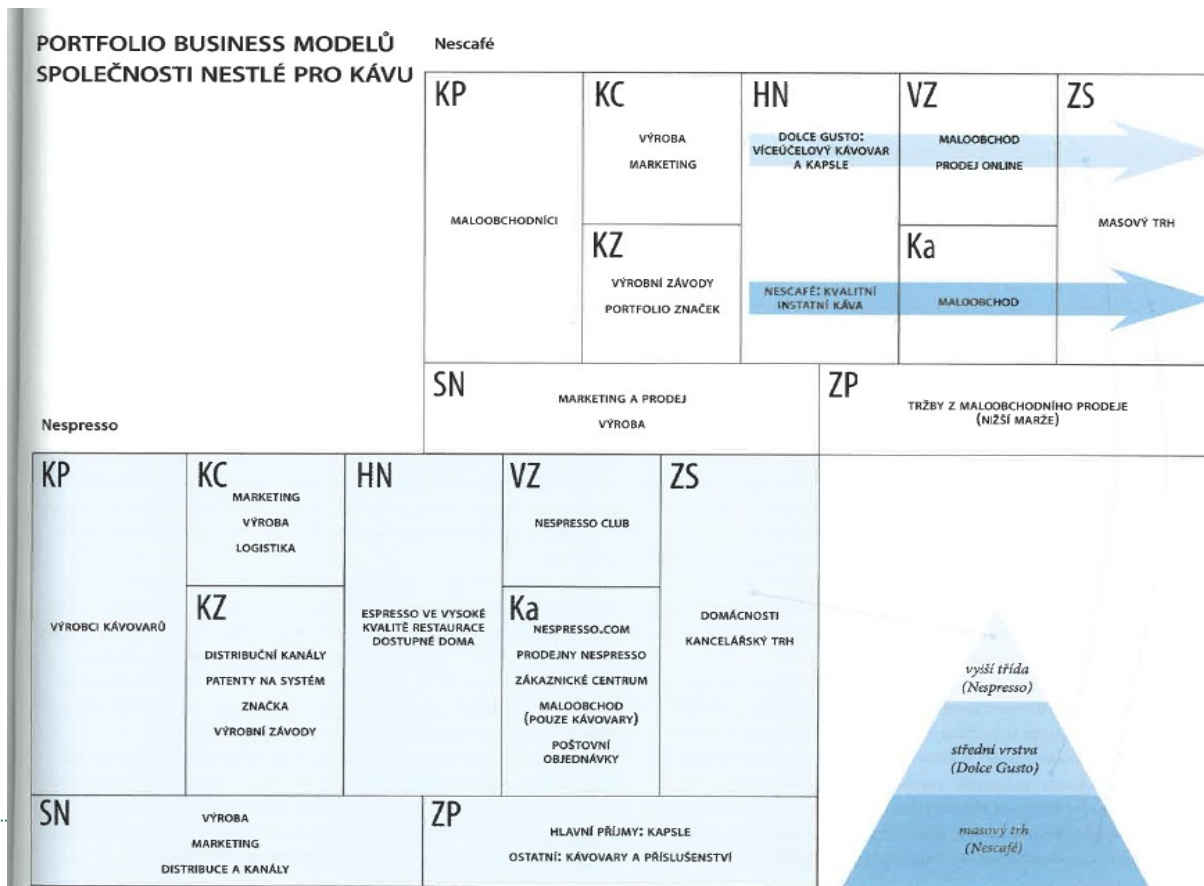 PORTFOLIO BUSINESS MODELŮ
SPOLEČNOSTI NESTLÉ PRO KÁVU
Nescafé
KP
MALOOBCHODNÍCI
KC
VÝROBA
MARKETING
KZ
VÝROBNÍ ZÁVODY
PORTFOLIO ZNAČEK
HN
DOLCE GUSTO:
VÍCEÚČELOVÝ KÁVOVAR
A KAPSLE
NESCAFÉ: KVALITNÍ
INSTATNÍ KÁVA
VZ
MALOOBCHOD
PRODEJ ONLINE
Ka
MALOOBCHOD
ZS
MASOVÝ TRH
SN
MARKETING A PRODEJ
VÝROBA
ZP
TRŽBY Z MALOOBCHODNÍHO PRODEJE
(NIŽŠÍ MARŽE)
Nespresso
KP
VÝROBCI KÁVOVARŮ
KC
MARKETING
VÝROBA
LOGISTIKA
KZ
DISTRIBUČNÍ KANÁLY
PATENTY NA SYSTÉM
ZNAČKA
VÝROBNÍ ZÁVODY
HN
ESPRESSO VE VYSOKÉ
KVALITĚ RESTAURACE
DOSTUPNÉ DOMA
VZ
NESPRESSO CLUB
Ka
NESPRESSO.COM
PRODEJNY NESPRESSO
ZÁKAZNICKÉ CENTRUM
MALOOBCHOD
(POUZE KÁVOVARY)
POŠTOVNÍ
OBJEDNÁVKY
ZS
DOMÁCNOSTI
KANCELÁŘSKÝ TRH
SN
VÝROBA
MARKETING
DISTRIBUCE A KANÁLY
ZP
HLAVNÍ PŘÍJMY: KAPSLE
OSTATNÍ: KÁVOVARY A PŘÍSLUŠENSTVÍ
vyšší třída
(Nespresso)
střední vrstva
(Dolce Gusto)
masový trh
(Nescafé)